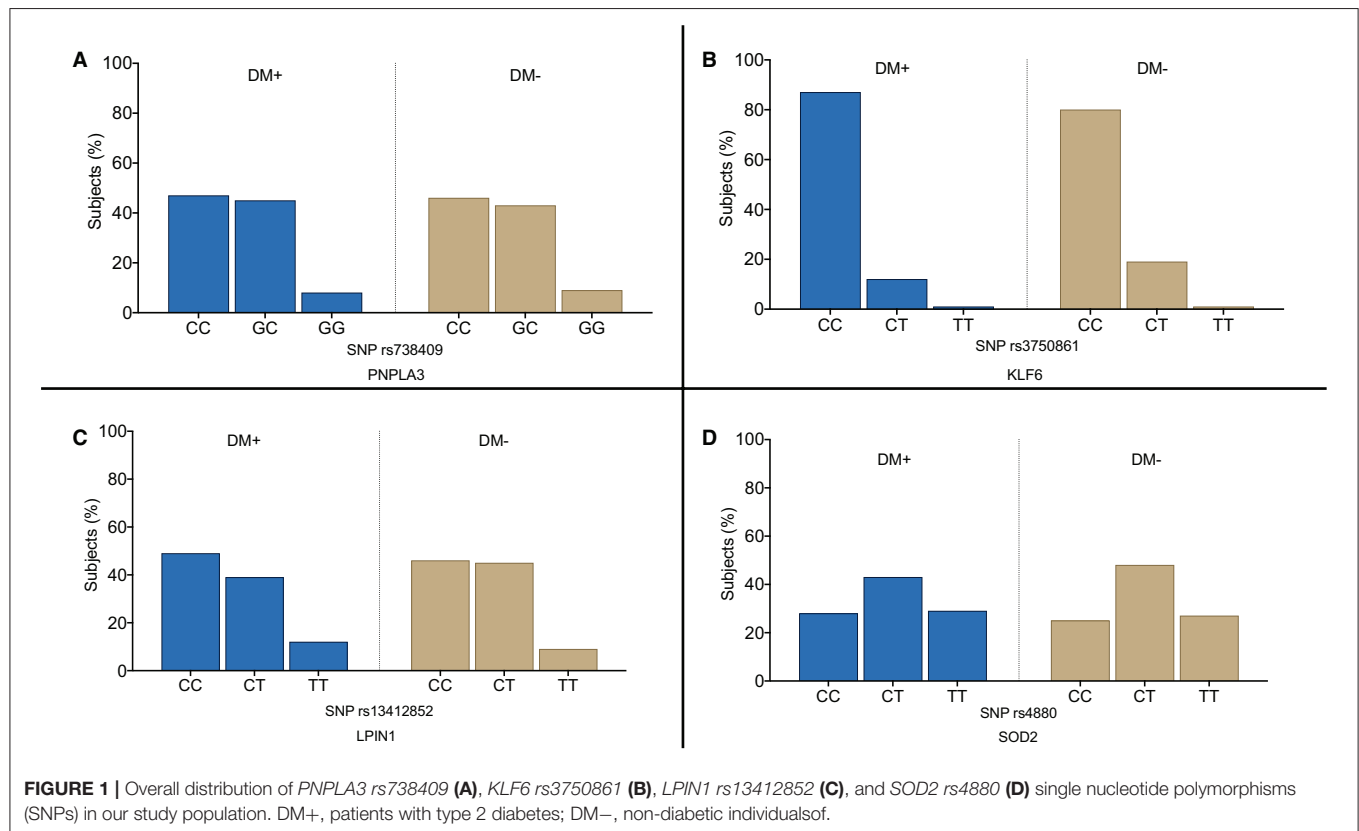 A
DM+
DM-
Subjects (%)
100
80
60
40
20
0
CC GC GG CC GC GG
SNP rs738409
PNPLA3
B
DM+
DM-
Subjects (%)
100
80
60
40
20
0
CC CT TT CC CT TT
SNP rs3750861
KLF6
C
DM+
DM-
Subjects (%)
100
80
60
40
20
0
CC CT TT CC CT TT
SNP rs13412852
LPIN1
D
DM+
DM-
Subjects (%)
100
80
60
40
20
0
CC CT TT CC CT TT
SNP rs4880
SOD2
FIGURE 1 | Overall distribution of PNPLA3 rs738409 (A), KLF6 rs3750861 (B), LPIN1 rs13412852 (C), and SOD2 rs4880 (D) single nucleotide polymorphisms
(SNPs) in our study population. DM+, patients with type 2 diabetes; DM−, non-diabetic individualsof.